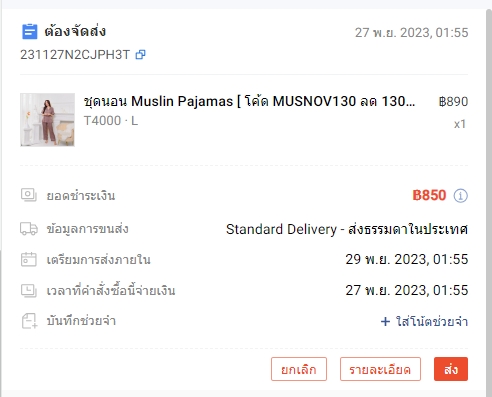 ต้องจัดส่ง
27 พ.ย. 2023, 01:55
231127N2CJPH3T
ชุดนอน Muslin Pajamas [ โค้ด MUSNOV130 ลด 130...
฿890
T4000 · L
x1
ยอดชำระเงิน
฿850
ข้อมูลการขนส่ง
Standard Delivery - ส่งธรรมดาในประเทศ
เตรียมการส่งภายใน
29 พ.ย. 2023, 01:55
เวลาที่คำสั่งซื้อนี้จ่ายเงิน
27 พ.ย. 2023, 01:55
บันทึกช่วยจำ
+ ใส่โน้ตช่วยจำ
ยกเลิก
รายละเอียด
ส่ง